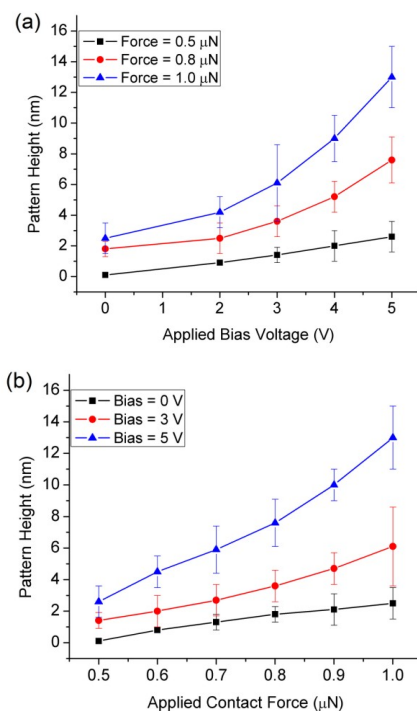 (a)
Force = 0.5 μN
Force = 0.8 μN
Force = 1.0 μN
Pattern Height (nm)
16
14
12
10
8
6
4
2
0
0 1 2 3 4 5
Applied Bias Voltage (V)
(b)
Bias = 0 V
Bias = 3 V
Bias = 5 V
Pattern Height (nm)
16
14
12
10
8
6
4
2
0
0.5 0.6 0.7 0.8 0.9 1.0
Applied Contact Force (μN)